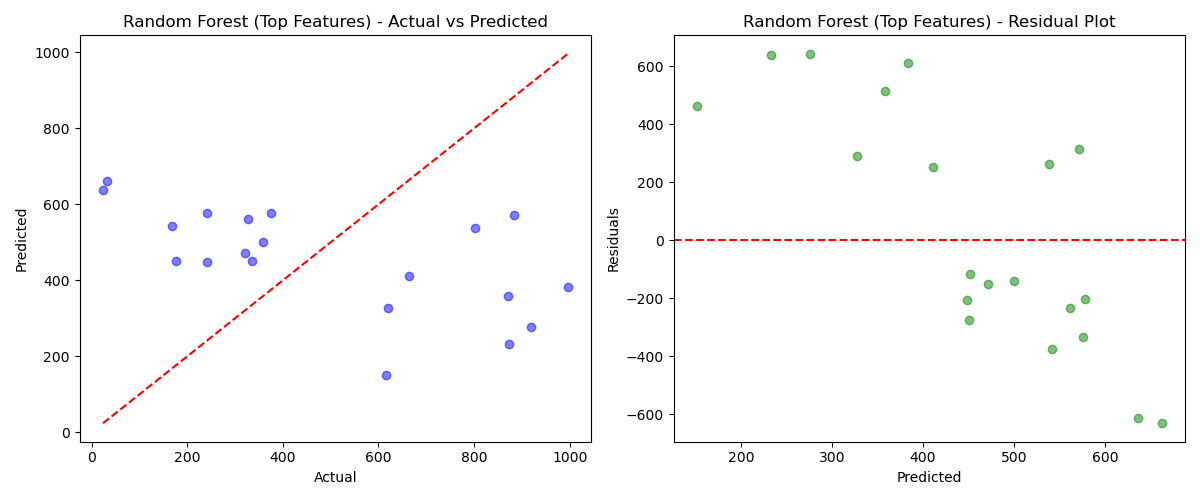 Random Forest (Top Features) - Actual vs Predicted
1000
800
600
400
200
0
Predicted
0 200 400 600 800 1000
Actual
Random Forest (Top Features) - Residual Plot
600
400
200
0
−200
−400
−600
Residuals
200 300 400 500 600
Predicted